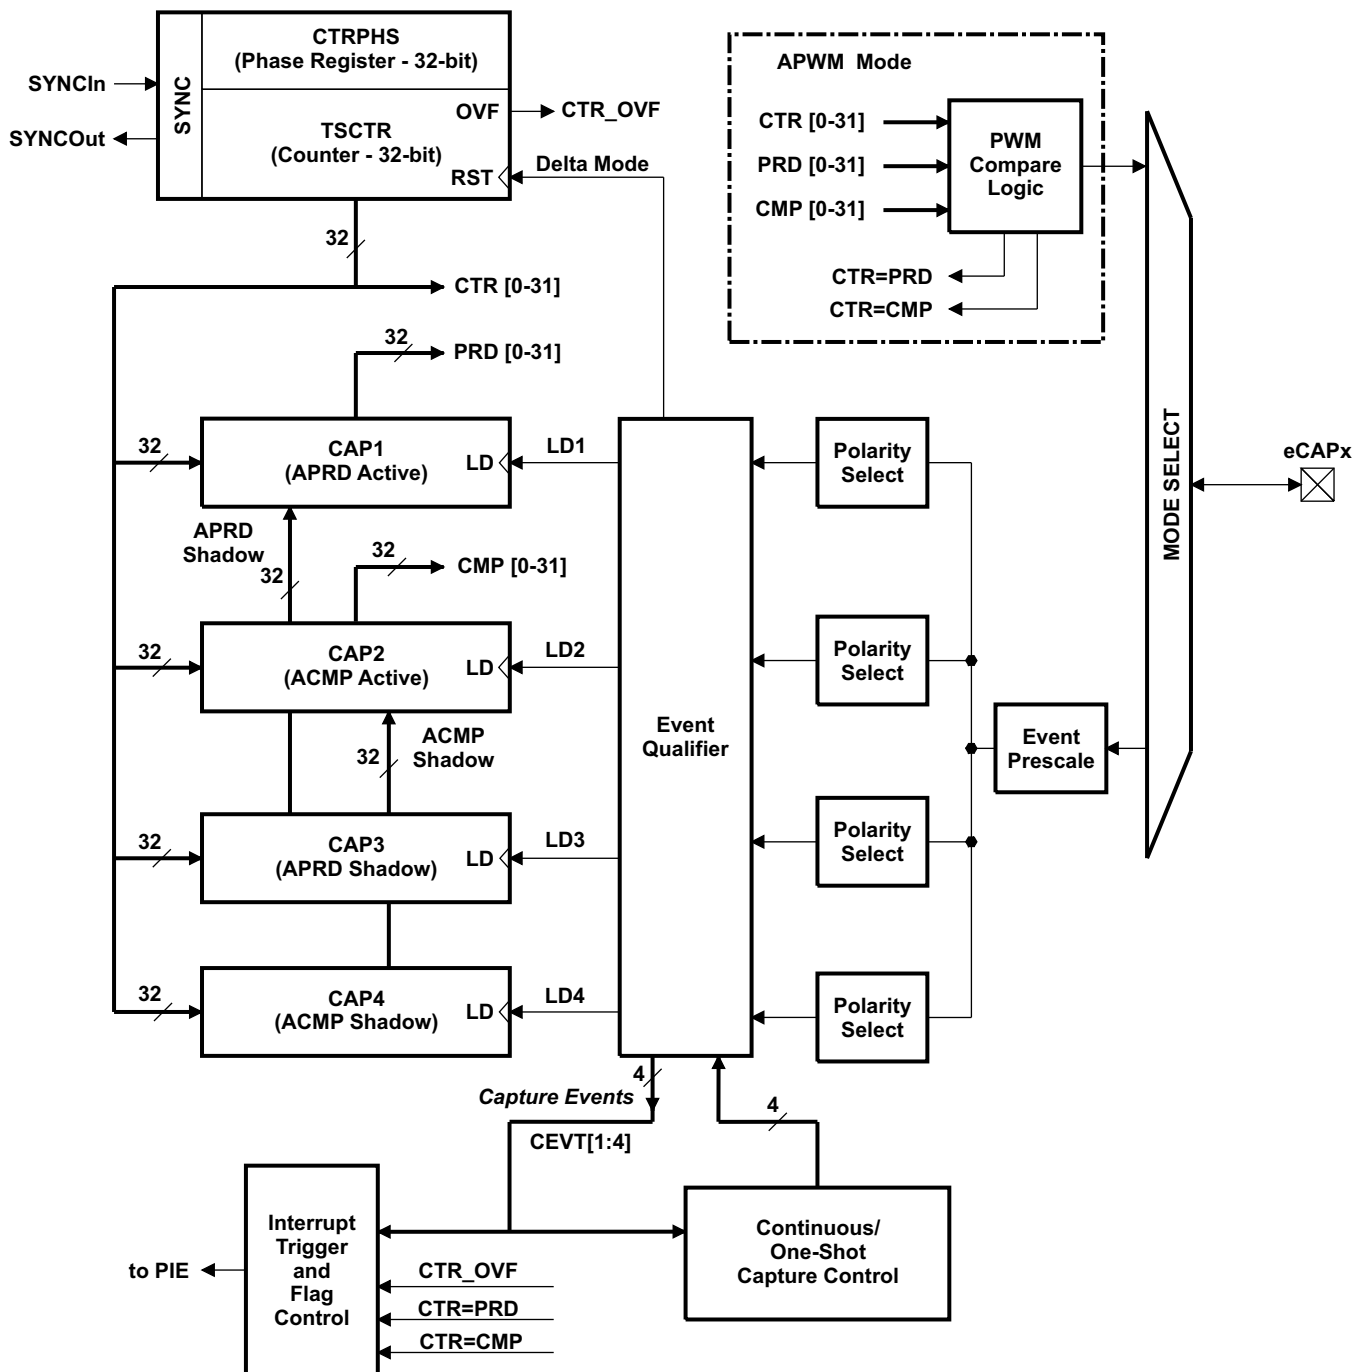 CTRPHS
(Phase Register - 32-bit)
SYNC
SYNCIn
SYNCOut
OVF
CTR_OVF
TSCTR
(Counter - 32-bit)
RST
Delta Mode
32
CTR [0-31]
32
PRD [0-31]
APWM Mode
CTR [0-31]
PRD [0-31]
CMP [0-31]
PWM
Compare
Logic
CTR=PRD
CTR=CMP
MODE SELECT
eCAPx
32
CAP1
(APRD Active)
LD
LD1
Polarity
Select
APRD
Shadow
32
32
CMP [0-31]
32
CAP2
(ACMP Active)
LD
LD2
Polarity
Select
ACMP
Shadow
32
Event
Qualifier
Event
Prescale
32
CAP3
(APRD Shadow)
LD
LD3
Polarity
Select
32
CAP4
(ACMP Shadow)
LD
LD4
Polarity
Select
4
Capture Events
CEVT[1:4]
4
Interrupt
Trigger
and
Flag
Control
to PIE
CTR_OVF
CTR=PRD
CTR=CMP
Continuous/
One-Shot
Capture Control